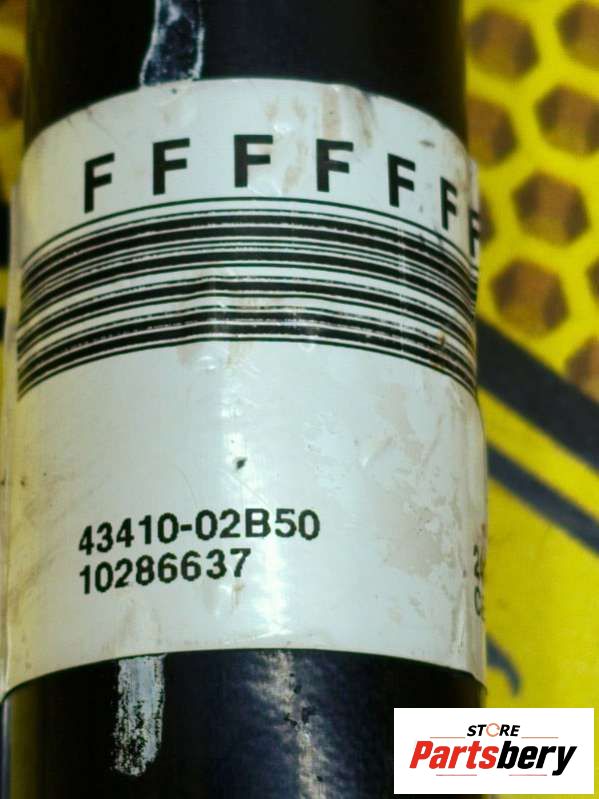 F F F F F F F
43410-02B50
10286637
STORE
Partsbery